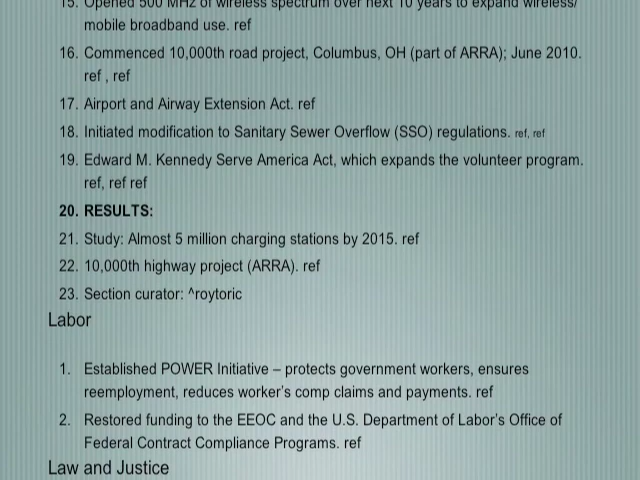 15. Opened 500 MHz of wireless spectrum over next 10 years to expand wireless/
mobile broadband use. ref
16. Commenced 10,000th road project, Columbus, OH (part of ARRA); June 2010.
ref , ref
17. Airport and Airway Extension Act. ref
18. Initiated modification to Sanitary Sewer Overflow (SSO) regulations. ref, ref
19. Edward M. Kennedy Serve America Act, which expands the volunteer program.
ref, ref ref
20. RESULTS:
21. Study: Almost 5 million charging stations by 2015. ref
22. 10,000th highway project (ARRA). ref
23. Section curator: ^roytoric
Labor
1. Established POWER Initiative – protects government workers, ensures
reemployment, reduces worker's comp claims and payments. ref
2. Restored funding to the EEOC and the U.S. Department of Labor's Office of
Federal Contract Compliance Programs. ref
Law and Justice